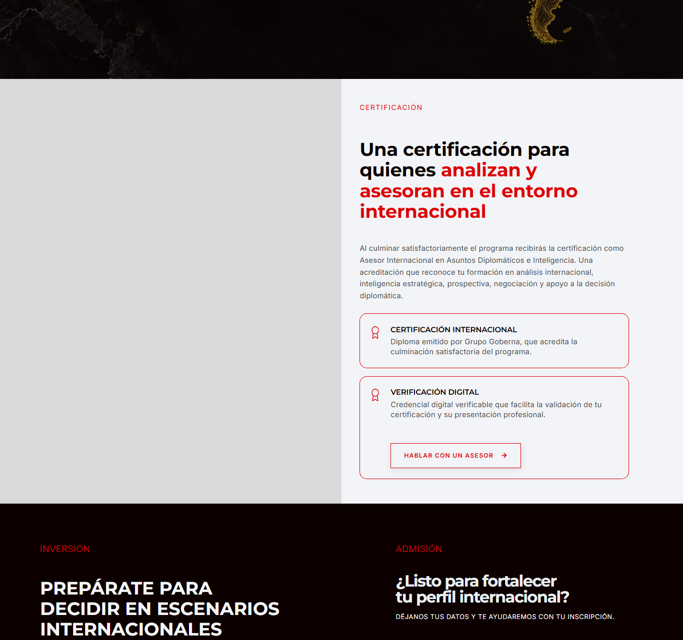 CERTIFICACIÓN
Una certificación para
quienes analizan y
asesoran en el entorno
internacional
Al culminar satisfactoriamente el programa recibirás la certificación como
Asesor Internacional en Asuntos Diplomáticos e Inteligencia. Una
acreditación que reconoce tu formación en análisis internacional,
inteligencia estratégica, prospectiva, negociación y apoyo a la decisión
diplomática.
CERTIFICACIÓN INTERNACIONAL
Diploma emitido por Grupo Goberna, que acredita la
culminación satisfactoria del programa.
VERIFICACIÓN DIGITAL
Credencial digital verificable que facilita la validación de tu
certificación y su presentación profesional.
HABLAR CON UN ASESOR →
INVERSIÓN
PREPÁRATE PARA
DECIDIR EN ESCENARIOS
INTERNACIONALES
ADMISIÓN
¿Listo para fortalecer
tu perfil internacional?
DÉJANOS TUS DATOS Y TE AYUDAREMOS CON TU INSCRIPCIÓN.